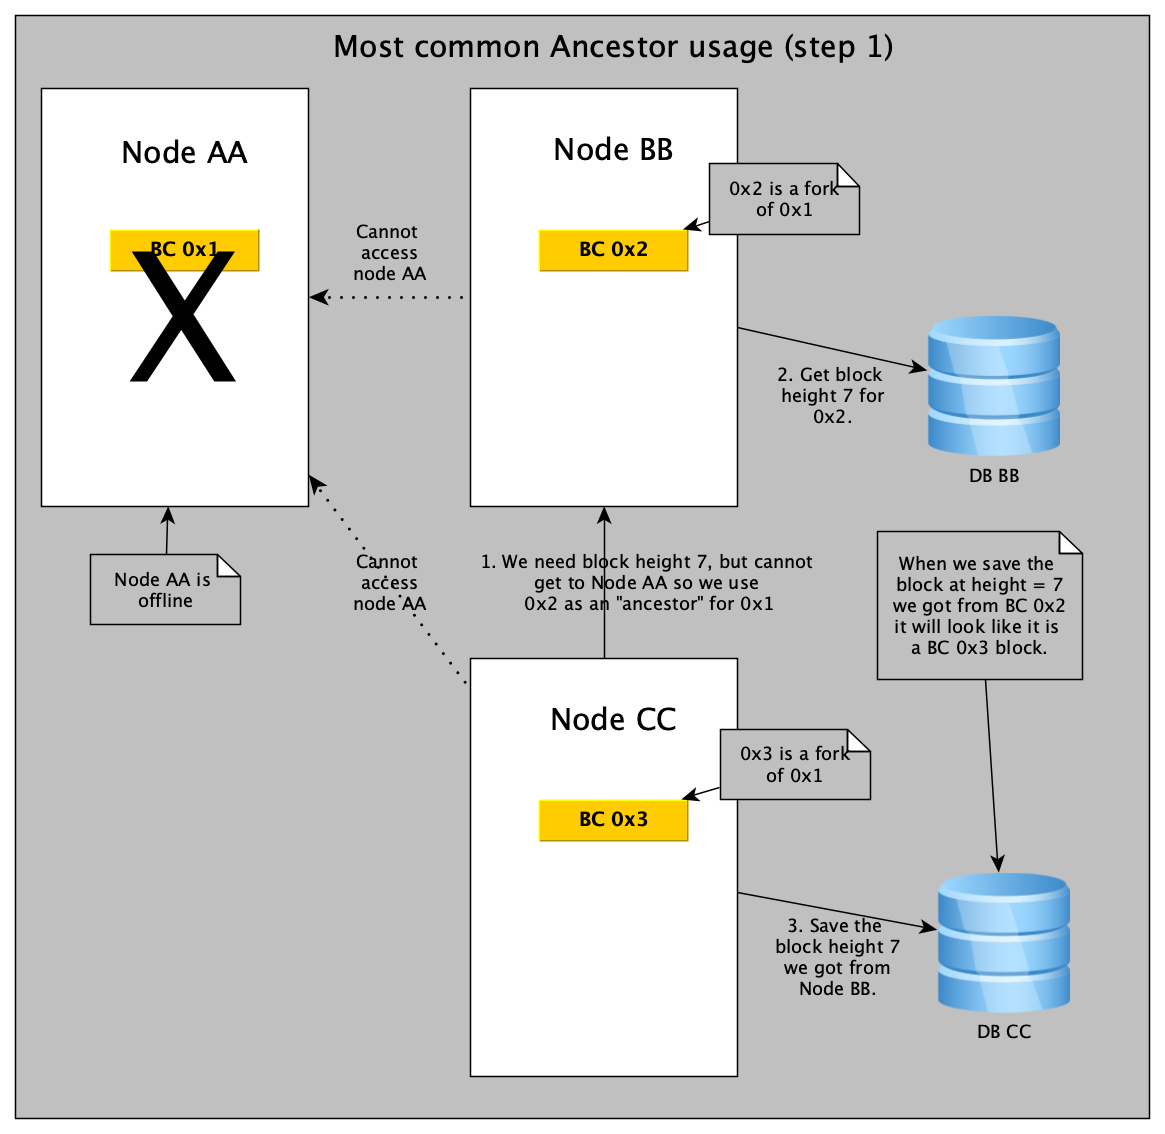 Most common Ancestor usage (step 1)
Node AA
BC 0x1
Cannot
access
node AA
Node BB
0x2 is a fork
of 0x1
BC 0x2
2. Get block
height 7 for
0x2.
DB BB
Node AA is
offline
Cannot
access
node AA
1. We need block height 7, but cannot
get to Node AA so we use
0x2 as an "ancestor" for 0x1
When we save the
block at height = 7
we got from BC 0x2
it will look like it is
a BC 0x3 block.
Node CC
0x3 is a fork
of 0x1
BC 0x3
3. Save the
block height 7
we got from
Node BB.
DB CC
X